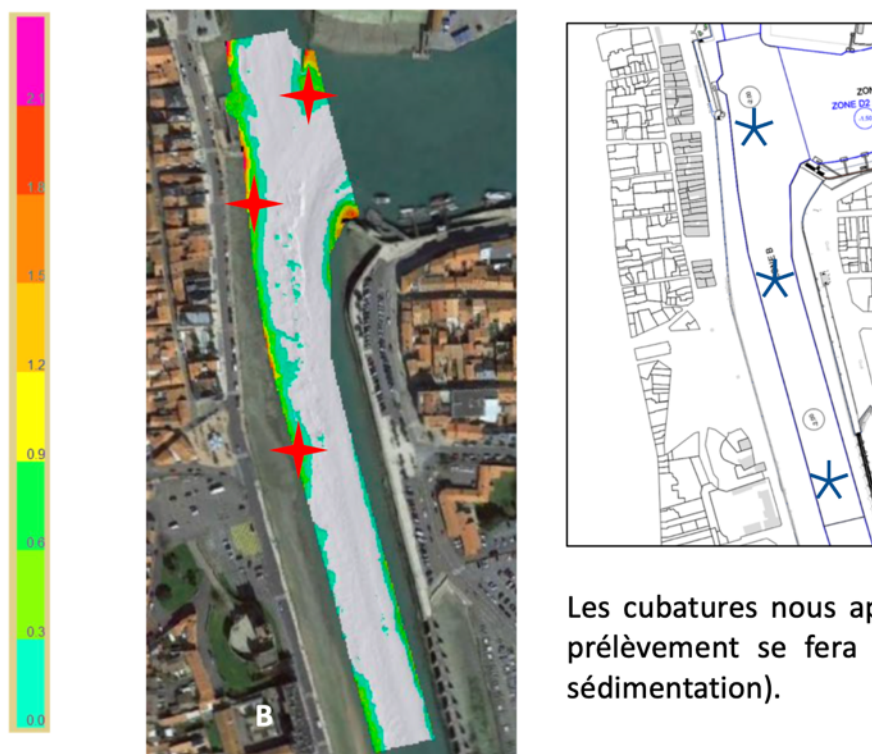 2.1
1.8
1.5
1.2
0.9
0.6
0.3
0.0
B
ZONE D2
Les cubatures nous ap
prélèvement se fera
sédimentation).